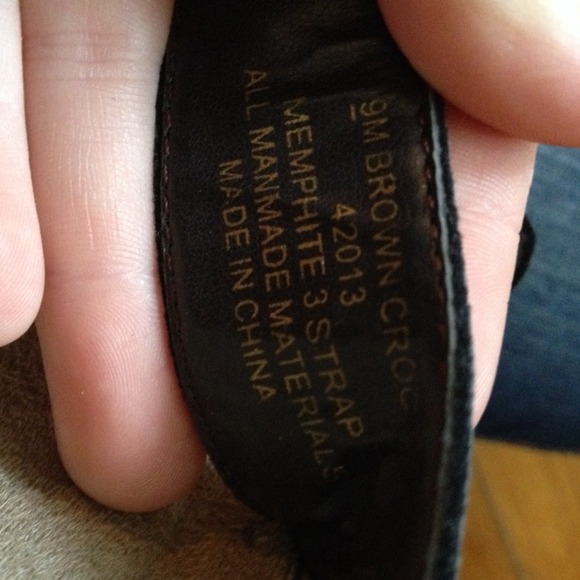 9M BROWN CROC
42013
MEMPHITE 3 STRAP
ALL MANMADE MATERIALS
MADE IN CHINA